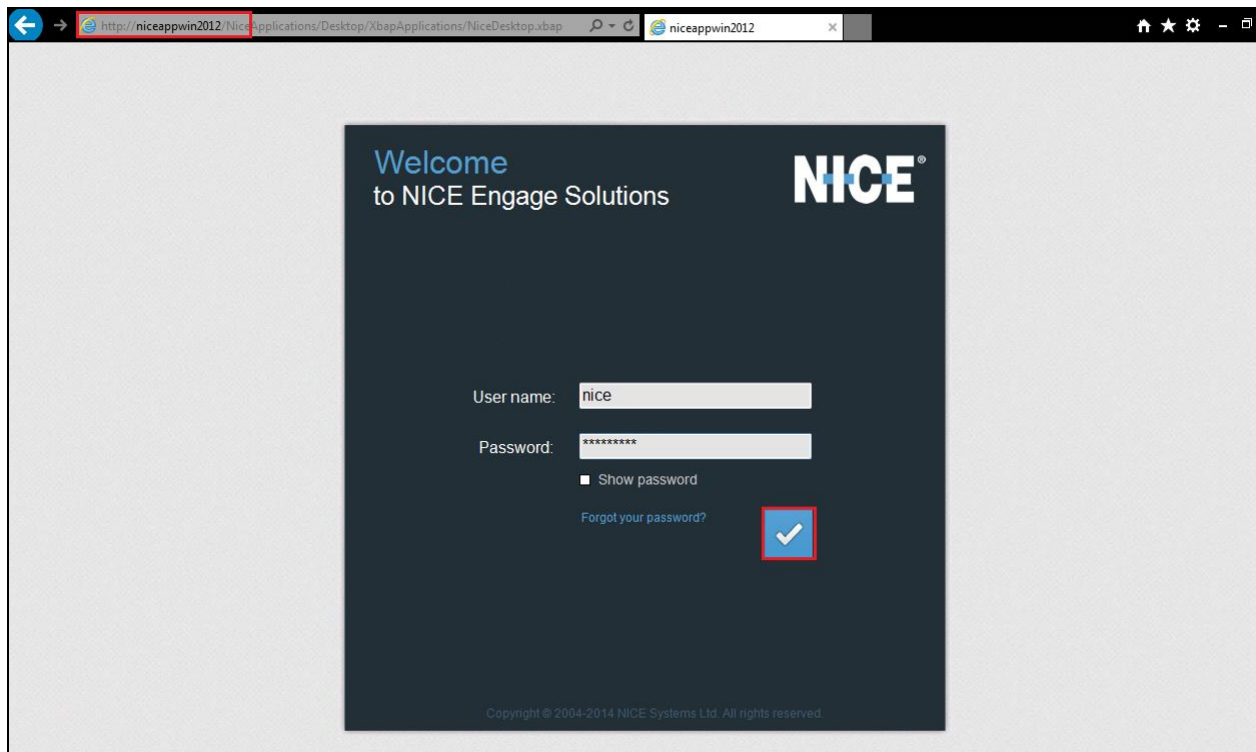 http://niceappwin2012/NiceApplications/Desktop/XbapApplications/NiceDesktop.xbap
niceappwin2012
Welcome
to NICE Engage Solutions
NICE®
User name: nice
Password: *********
Show password
Forgot your password?
Copyright © 2004-2014 NICE Systems Ltd. All rights reserved.